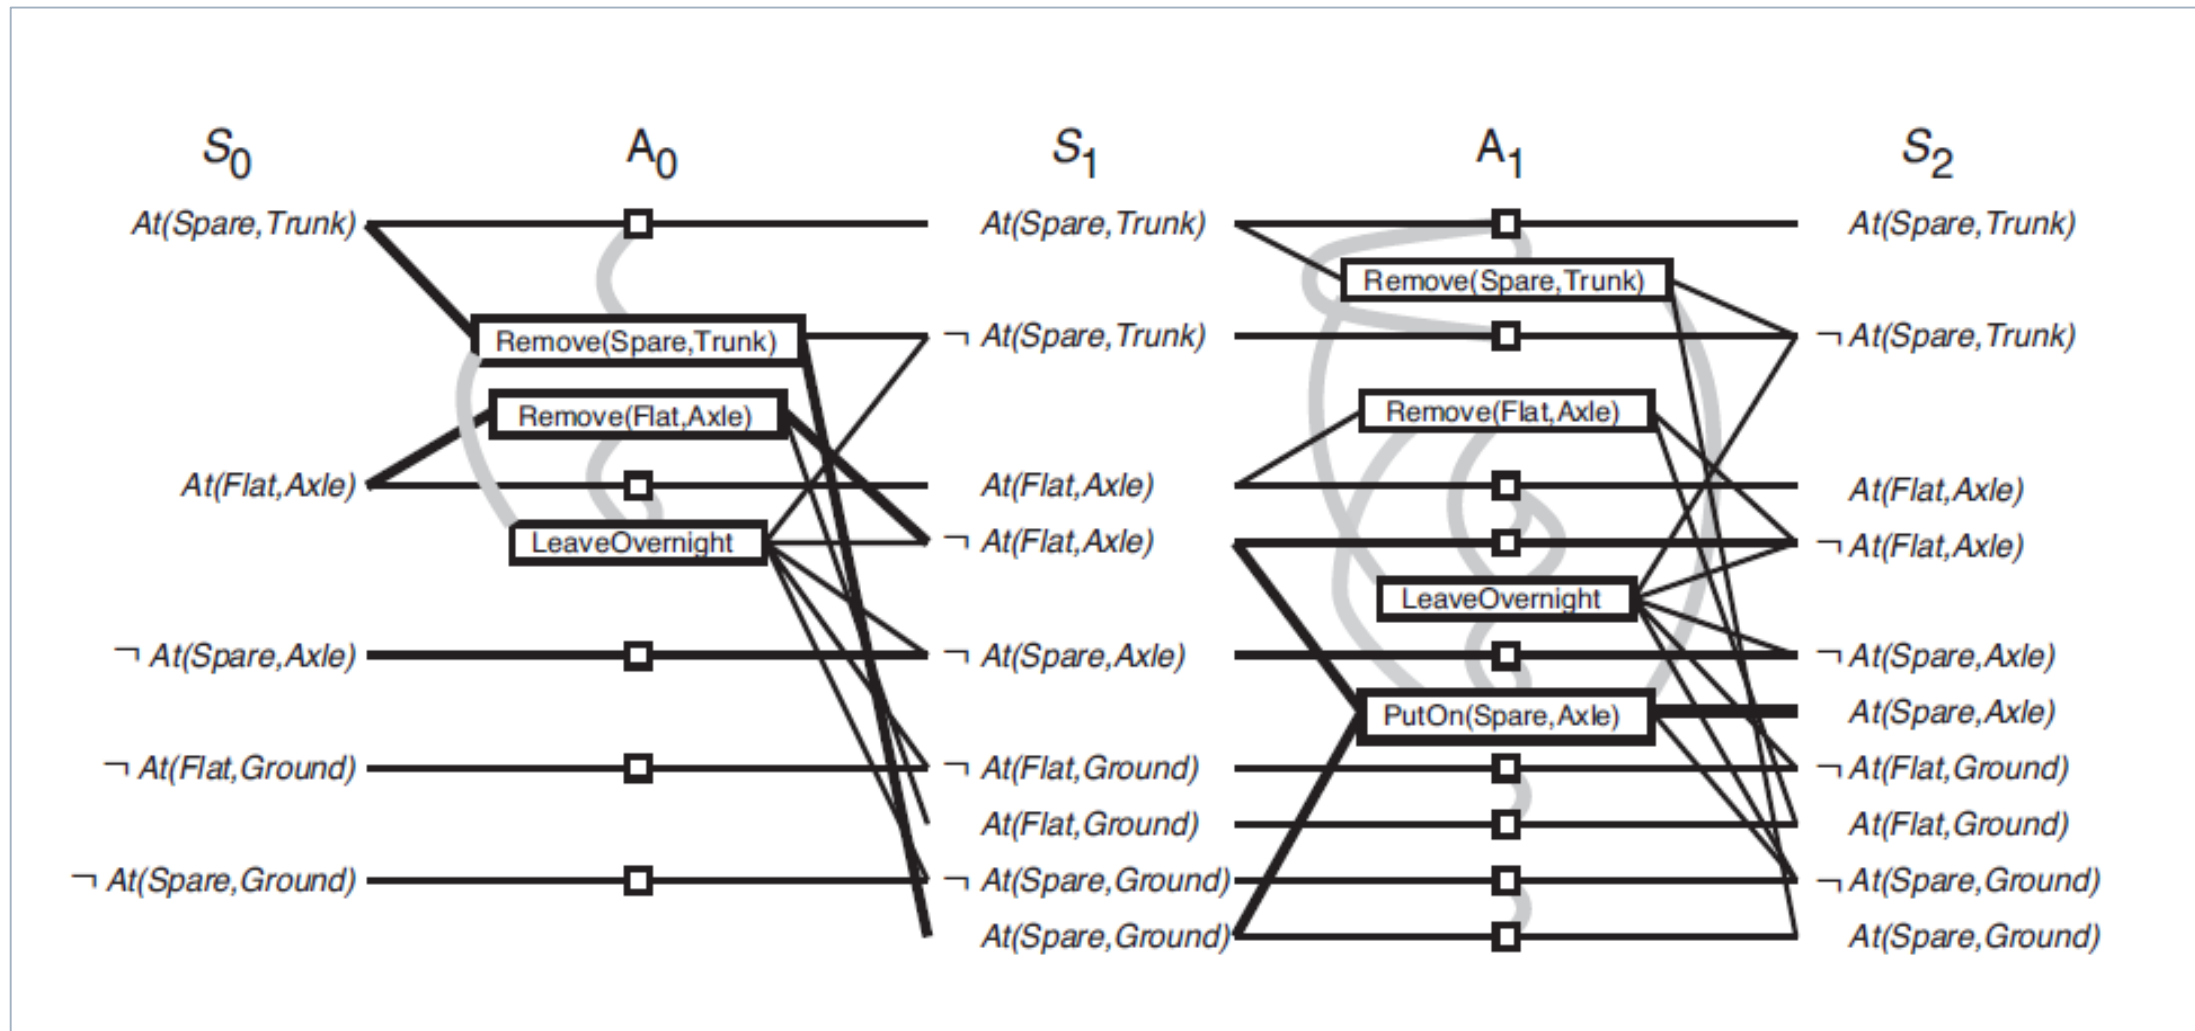 S0 A0 S1 A1 S2
At(Spare,Trunk) At(Spare,Trunk) At(Spare,Trunk)
Remove(Spare,Trunk)
Remove(Spare,Trunk) ¬ At(Spare,Trunk) ¬ At(Spare,Trunk)
Remove(Flat,Axle) Remove(Flat,Axle)
At(Flat,Axle) At(Flat,Axle) At(Flat,Axle)
LeaveOvernight ¬ At(Flat,Axle) ¬ At(Flat,Axle)
LeaveOvernight
¬ At(Spare,Axle) ¬ At(Spare,Axle) ¬ At(Spare,Axle)
PutOn(Spare,Axle) At(Spare,Axle)
¬ At(Flat,Ground) ¬ At(Flat,Ground) ¬ At(Flat,Ground)
At(Flat,Ground) At(Flat,Ground)
¬ At(Spare,Ground) ¬ At(Spare,Ground) ¬ At(Spare,Ground)
At(Spare,Ground) At(Spare,Ground)